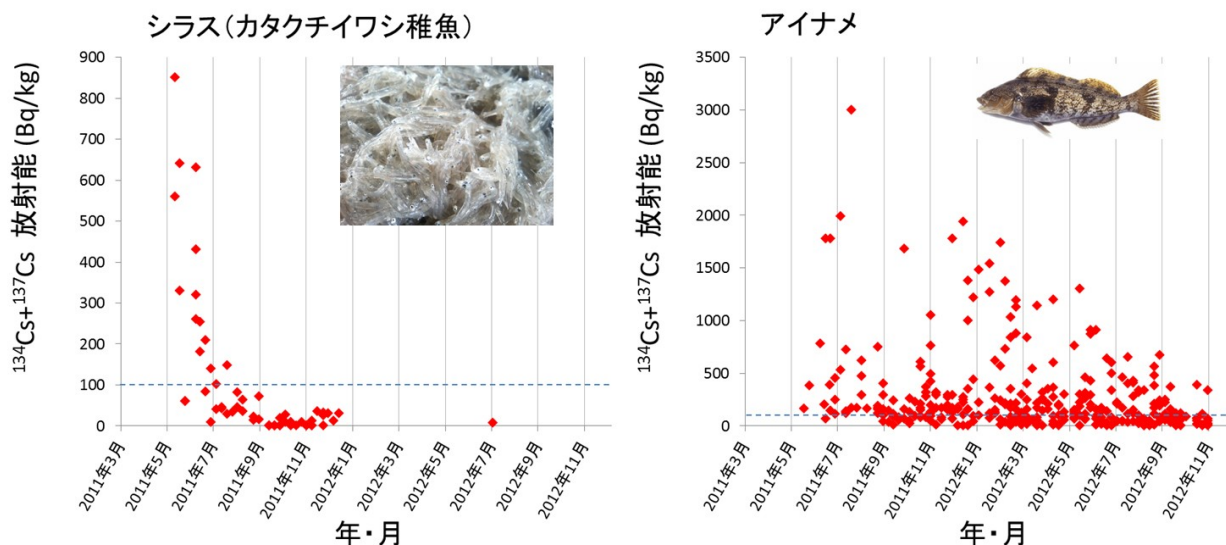 シラス(カタクチイワシ稚魚)
134Cs+137Cs 放射能 (Bq/kg)
900
800
700
600
500
400
300
200
100
0
2011年3月
2011年5月
2011年7月
2011年9月
2011年11月
2012年1月
2012年3月
2012年5月
2012年7月
2012年9月
2012年11月
年・月
アイナメ
134Cs+137Cs 放射能 (Bq/kg)
3500
3000
2500
2000
1500
1000
500
0
2011年3月
2011年5月
2011年7月
2011年9月
2011年11月
2012年1月
2012年3月
2012年5月
2012年7月
2012年9月
2012年11月
年・月